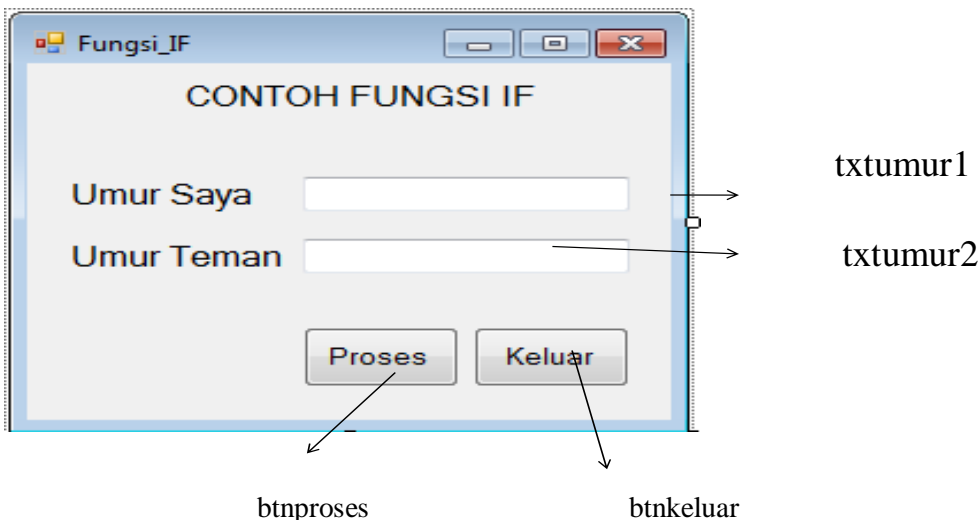 Fungsi_IF
CONTOH FUNGSI IF
txtumur1
Umur Saya
Umur Teman
txtumur2
Proses
Keluar
btnproses
btnkeluar